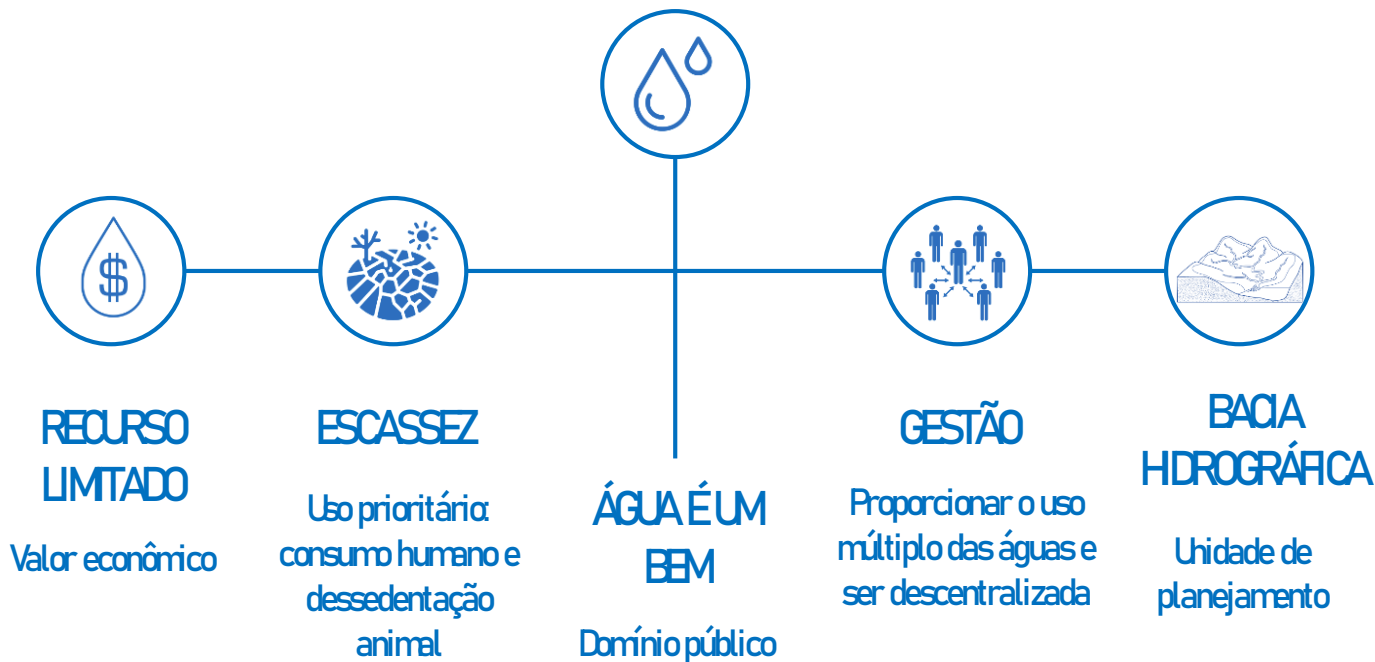 $
RECURSO
LIMITADO
Valor econômico
ESCASSEZ
Uso prioritário:
consumo humano e
dessedentação
animal
ÁGUA É UM
BEM
Domínio público
GESTÃO
Proporcionar o uso
múltiplo das águas e
ser descentralizada
BACIA
HIDROGRÁFICA
Unidade de
planejamento